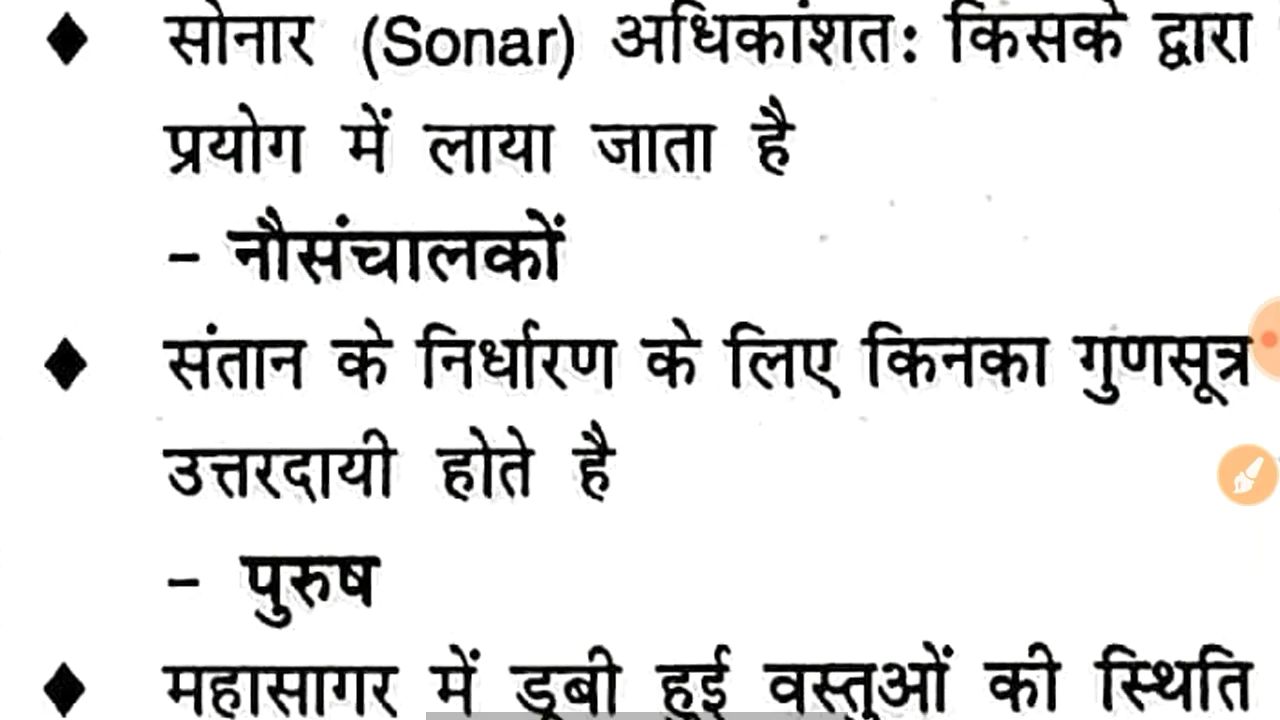 ♦ सोनार (Sonar) अधिकांशतः किसके द्वारा
प्रयोग में लाया जाता है
– नौसंचालकों
♦ संतान के निर्धारण के लिए किनका गुणसूत्र
उत्तरदायी होते है
– पुरुष
♦ महासागर में डूबी हुई वस्तुओं की स्थिति